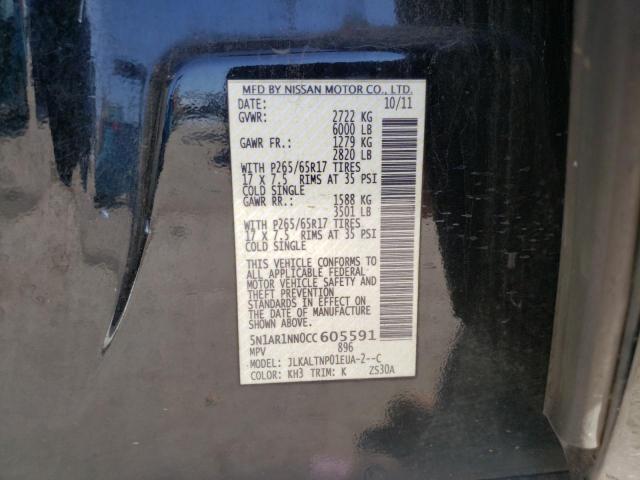 MFD BY NISSAN MOTOR CO., LTD.
DATE: 10/11
GVWR: 2722 KG
6000 LB
GAWR FR.: 1279 KG
2820 LB
WITH P265/65R17 TIRES
17 X 7.5 RIMS AT 35 PSI
COLD SINGLE
GAWR RR.: 1588 KG
3501 LB
WITH P265/65R17 TIRES
17 X 7.5 RIMS AT 35 PSI
COLD SINGLE
THIS VEHICLE CONFORMS TO
ALL APPLICABLE FEDERAL
MOTOR VEHICLE SAFETY AND
THEFT PREVENTION
STANDARDS IN EFFECT ON
THE DATE OF MANUFACTURE
SHOWN ABOVE.
5N1AR1NN0CC605591
MPV 896
MODEL: JLKALTNP01EUA-2--C
COLOR: KH3 TRIM: K ZS30A